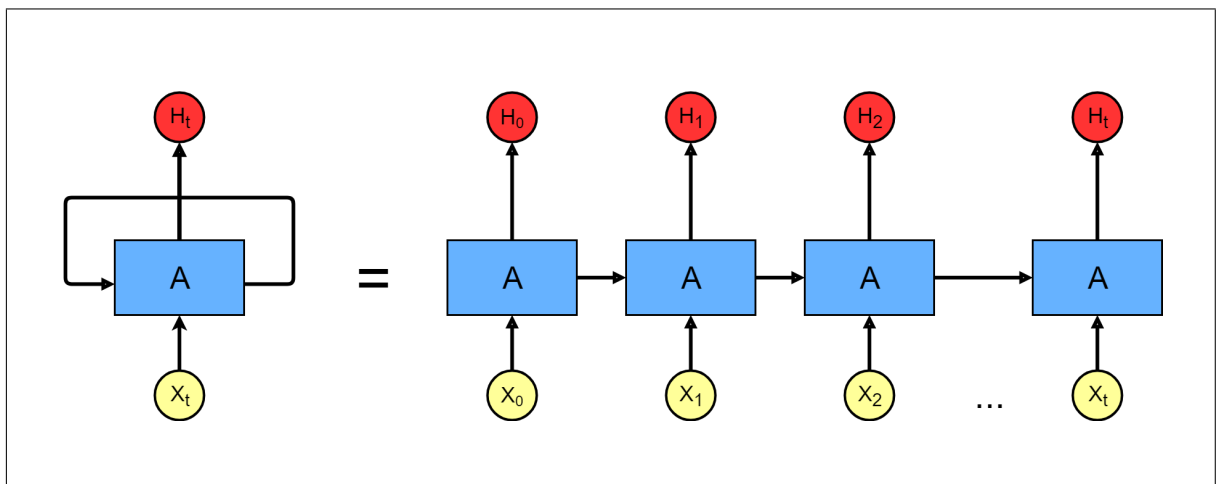 Hₜ H₀ H₁ H₂ Hₜ
A = A A A A
Xₜ X₀ X₁ X₂ ... Xₜ